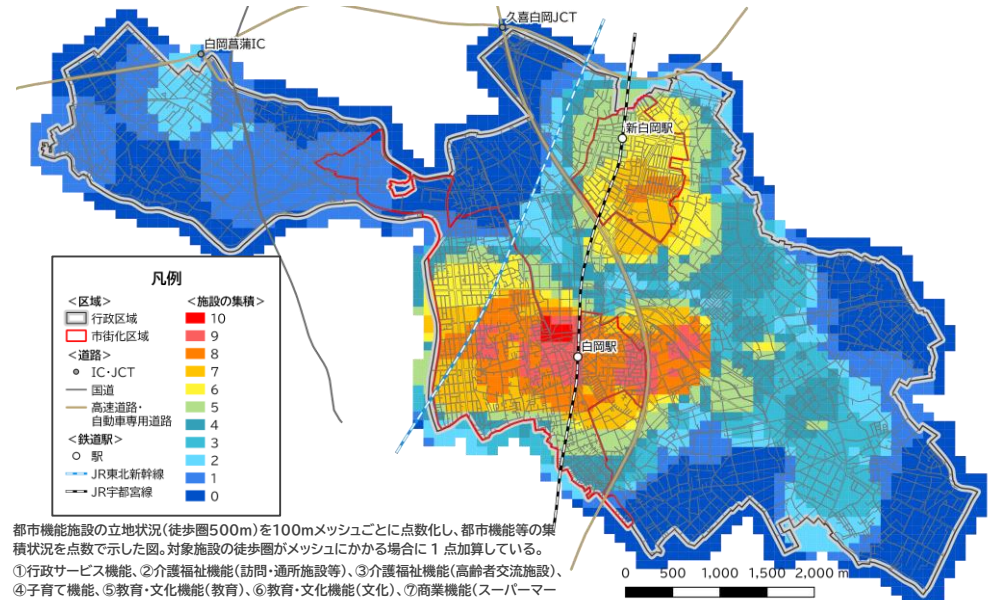 久喜白岡JCT
白岡菖蒲IC
新白岡駅
白岡駅
凡例
<区域>
行政区域
市街化区域
<道路>
IC・JCT
国道
高速道路・
自動車専用道路
<鉄道駅>
駅
JR東北新幹線
JR宇都宮線
<施設の集積>
10
9
8
7
6
5
4
3
2
1
0
0 500 1,000 1,500 2,000 m
都市機能施設の立地状況(徒歩圏500m)を100mメッシュごとに点数化し、都市機能等の集
積状況を点数で示した図。対象施設の徒歩圏がメッシュにかかる場合に1点加算している。
①行政サービス機能、②介護福祉機能(訪問・通所施設等)、③介護福祉機能(高齢者交流施設)、
④子育て機能、⑤教育・文化機能(教育)、⑥教育・文化機能(文化)、⑦商業機能(スーパーマー